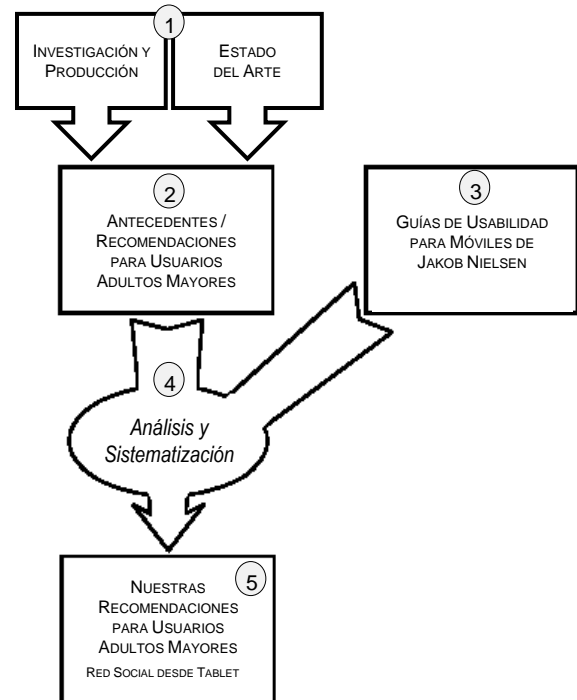 1
INVESTIGACIÓN Y
PRODUCCIÓN
ESTADO
DEL ARTE
2
ANTECEDENTES /
RECOMENDACIONES
PARA USUARIOS
ADULTOS MAYORES
3
GUÍAS DE USABILIDAD
PARA MÓVILES DE
JAKOB NIELSEN
4
Análisis y
Sistematización
5
NUESTRAS
RECOMENDACIONES
PARA USUARIOS
ADULTOS MAYORES
RED SOCIAL DESDE TABLET